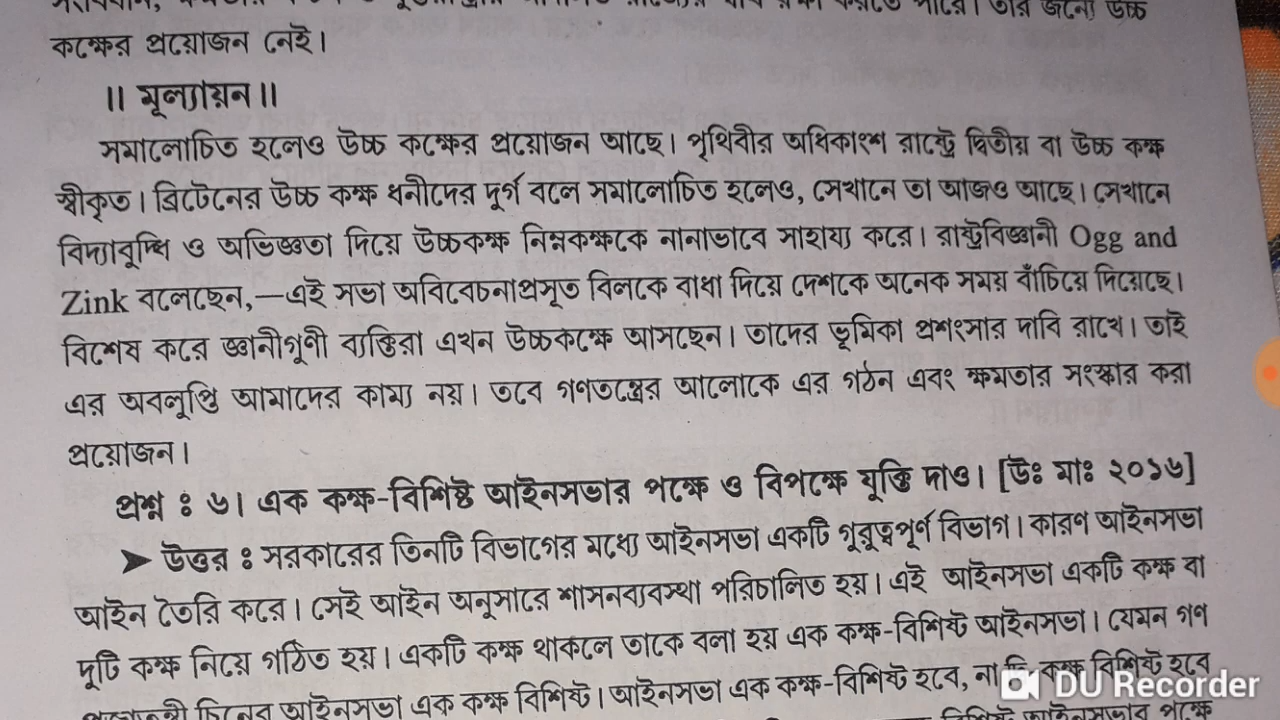 কক্ষের প্রয়োজন নেই।
॥ মূল্যায়ন ॥
সমালোচিত হলেও উচ্চ কক্ষের প্রয়োজন আছে। পৃথিবীর অধিকাংশ রাষ্ট্রে দ্বিতীয় বা উচ্চ কক্ষ
স্বীকৃত। ব্রিটেনের উচ্চ কক্ষ ধনীদের দুর্গ বলে সমালোচিত হলেও, সেখানে তা আজও আছে। সেখানে
বিদ্যাবুদ্ধি ও অভিজ্ঞতা দিয়ে উচ্চকক্ষ নিম্নকক্ষকে নানাভাবে সাহায্য করে। রাষ্ট্রবিজ্ঞানী Ogg and
Zink বলেছেন,—এই সভা অবিবেচনাপ্রসূত বিলকে বাধা দিয়ে দেশকে অনেক সময় বাঁচিয়ে দিয়েছে।
বিশেষ করে জ্ঞানীগুণী ব্যক্তিরা এখন উচ্চকক্ষে আসছেন। তাদের ভূমিকা প্রশংসার দাবি রাখে। তাই
এর অবলুপ্তি আমাদের কাম্য নয়। তবে গণতন্ত্রের আলোকে এর গঠন এবং ক্ষমতার সংস্কার করা
প্রয়োজন।
প্রশ্ন : ৬। এক কক্ষ-বিশিষ্ট আইনসভার পক্ষে ও বিপক্ষে যুক্তি দাও। [উঃ মাঃ ২০১৬]
➤ উত্তর : সরকারের তিনটি বিভাগের মধ্যে আইনসভা একটি গুরুত্বপূর্ণ বিভাগ। কারণ আইনসভা
আইন তৈরি করে। সেই আইন অনুসারে শাসনব্যবস্থা পরিচালিত হয়। এই আইনসভা একটি কক্ষ বা
দুটি কক্ষ নিয়ে গঠিত হয়। একটি কক্ষ থাকলে তাকে বলা হয় এক কক্ষ-বিশিষ্ট আইনসভা। যেমন গণ
চিনের আইনসভা এক কক্ষ বিশিষ্ট। আইনসভা এক কক্ষ-বিশিষ্ট হবে, না কক্ষ বিশিষ্ট হবে
আইনসভার পক্ষে
DU Recorder